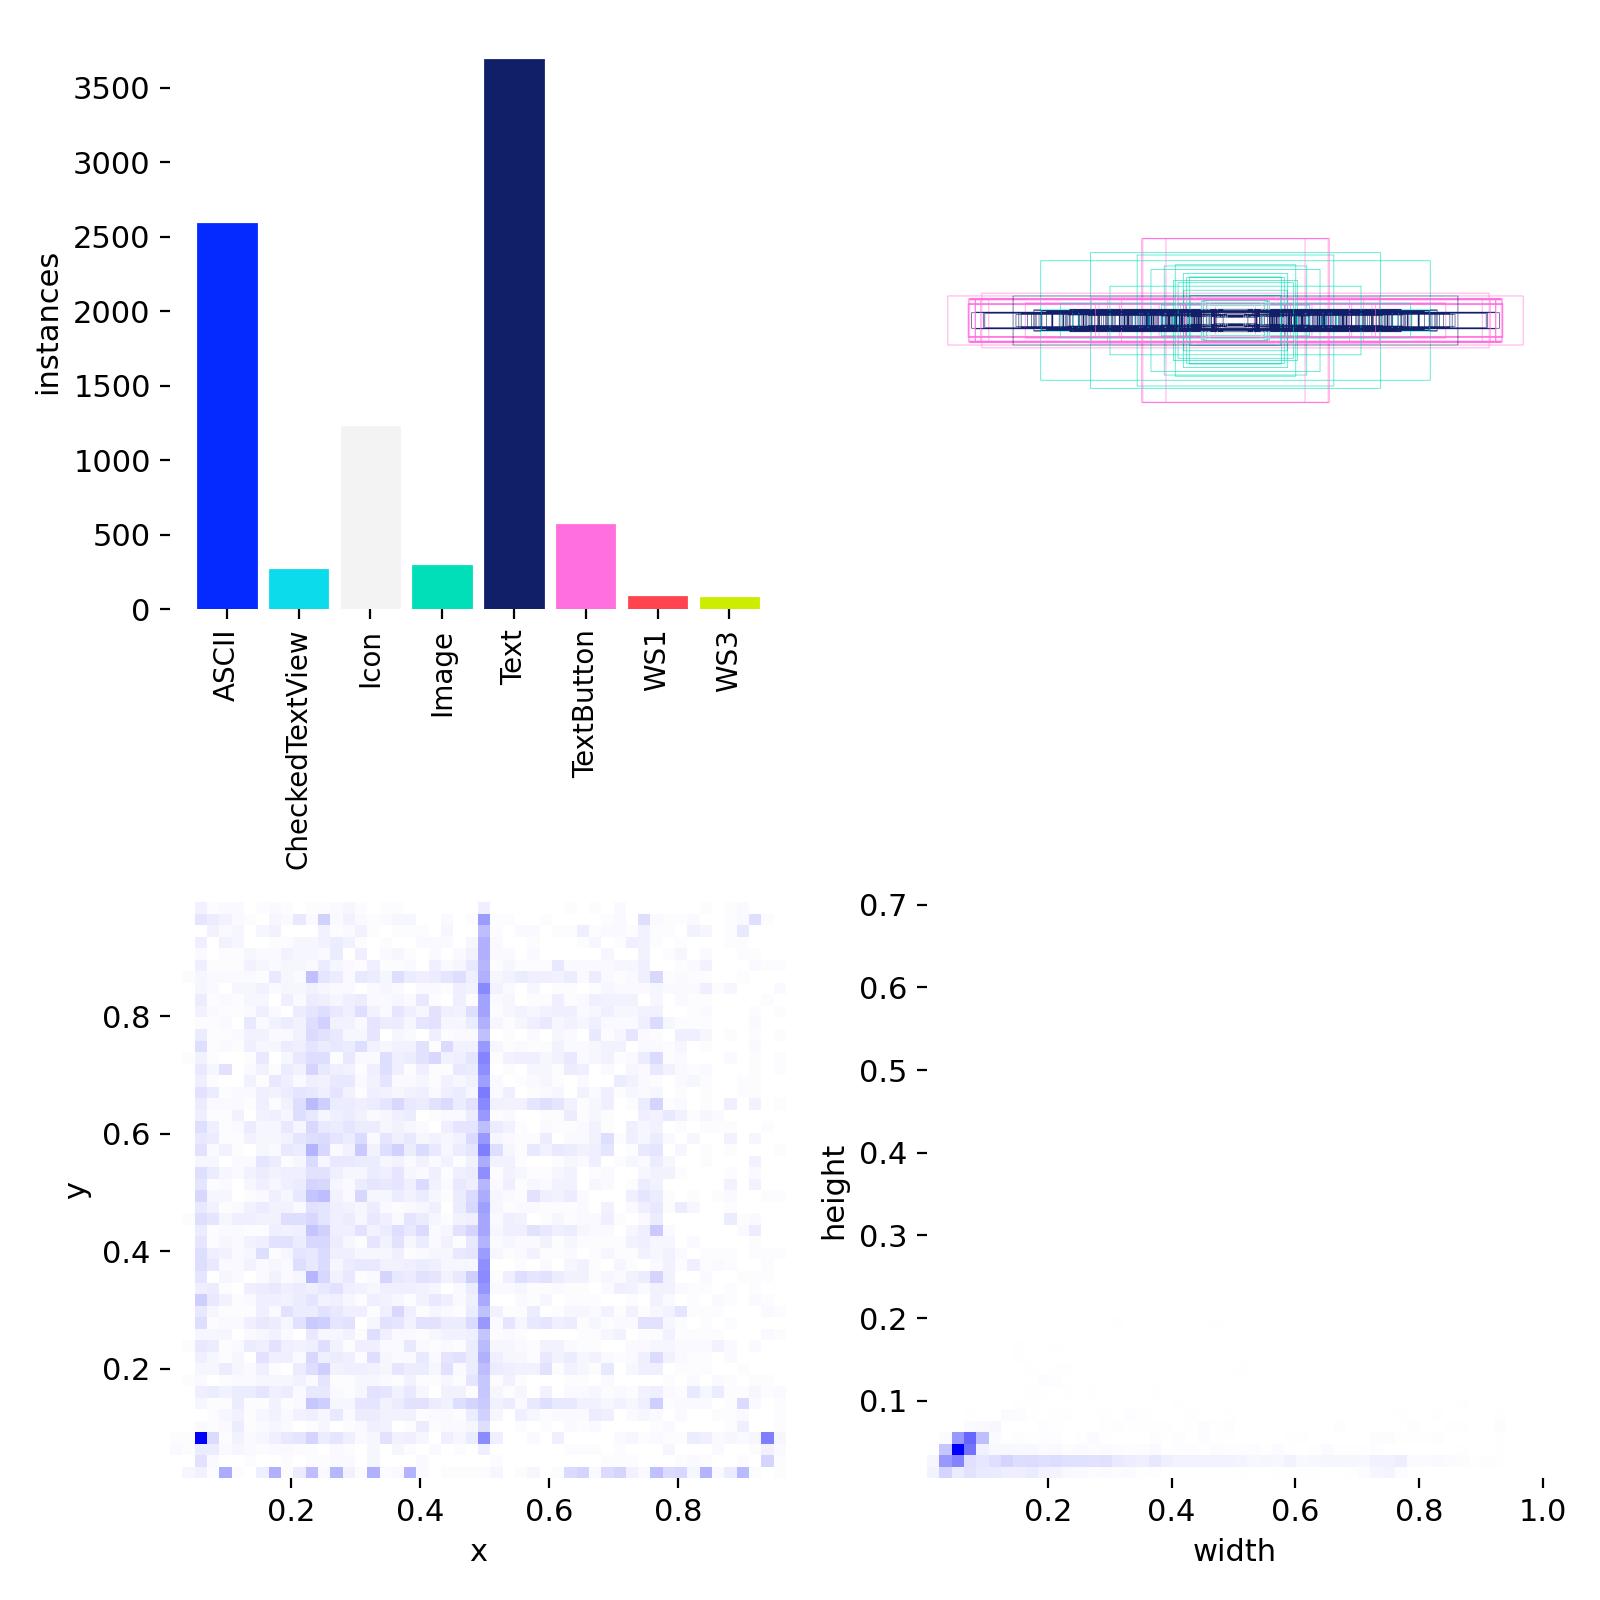 3500
3000
2500
2000
1500
1000
500
0
instances
ASCII
CheckedTextView
Icon
Image
Text
TextButton
WS1
WS3
0.8
0.6
0.4
0.2
y
0.2 0.4 0.6 0.8
x
0.7
0.6
0.5
0.4
0.3
0.2
0.1
height
0.2 0.4 0.6 0.8 1.0
width